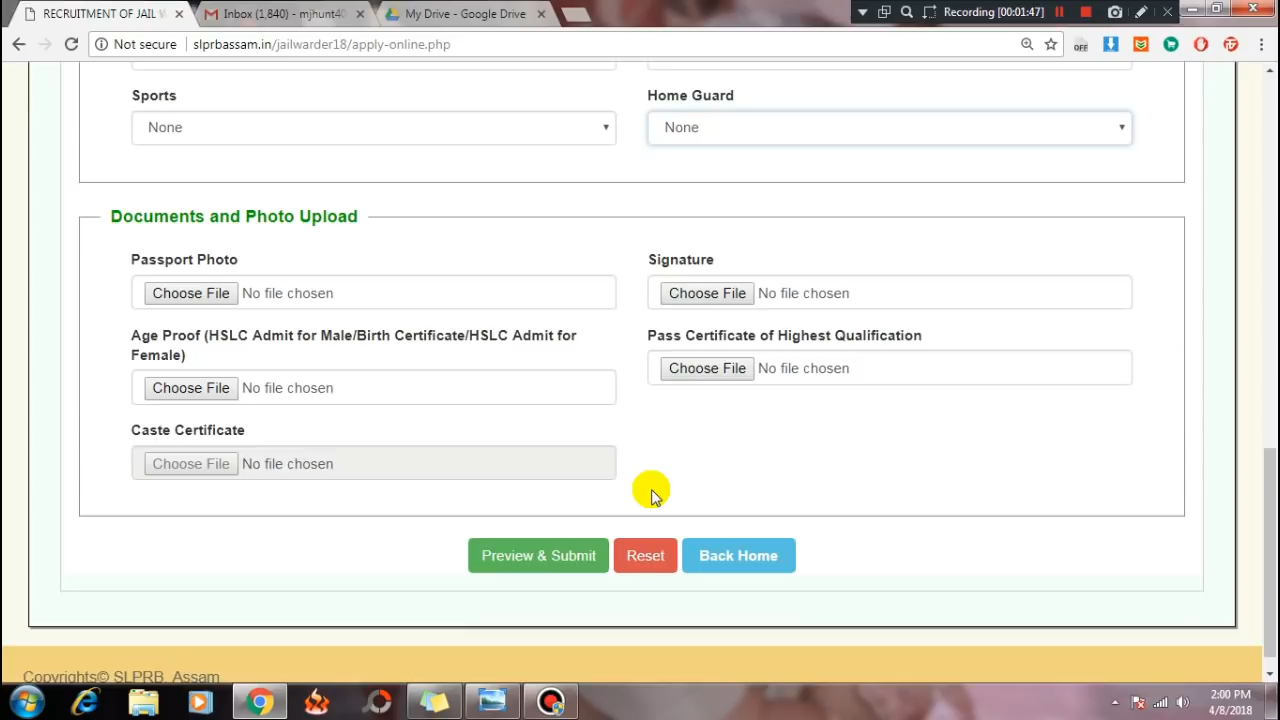 RECRUITMENT OF JAIL W
Inbox (1,840) - mjhunt40
My Drive - Google Drive
Recording [00:01:47]
Not secure
slprbassam.in/jailwarder18/apply-online.php
OFF
Sports
Home Guard
None
None
Documents and Photo Upload
Passport Photo
Signature
Choose File No file chosen
Choose File No file chosen
Age Proof (HSLC Admit for Male/Birth Certificate/HSLC Admit for
Female)
Pass Certificate of Highest Qualification
Choose File No file chosen
Choose File No file chosen
Caste Certificate
Choose File No file chosen
Preview & Submit
Reset
Back Home
Copyrights© SLPRB, Assam
2:00 PM
4/8/2018